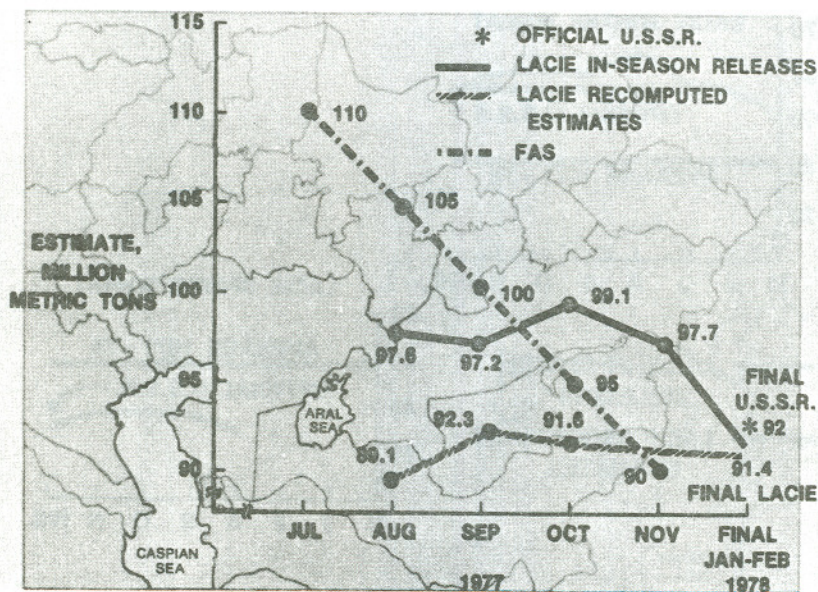 115
110
105
100
95
90
ESTIMATE,
MILLION
METRIC TONS
* OFFICIAL U.S.S.R.
LACIE IN-SEASON RELEASES
LACIE RECOMPUTED
ESTIMATES
FAS
110
105
100
99.1
97.6
97.2
97.7
95
92.3
91.6
89.1
90
FINAL
U.S.S.R.
* 92
91.4
FINAL LACIE
ARAL
SEA
CASPIAN
SEA
JUL AUG SEP OCT NOV FINAL
JAN-FEB
1977 1978